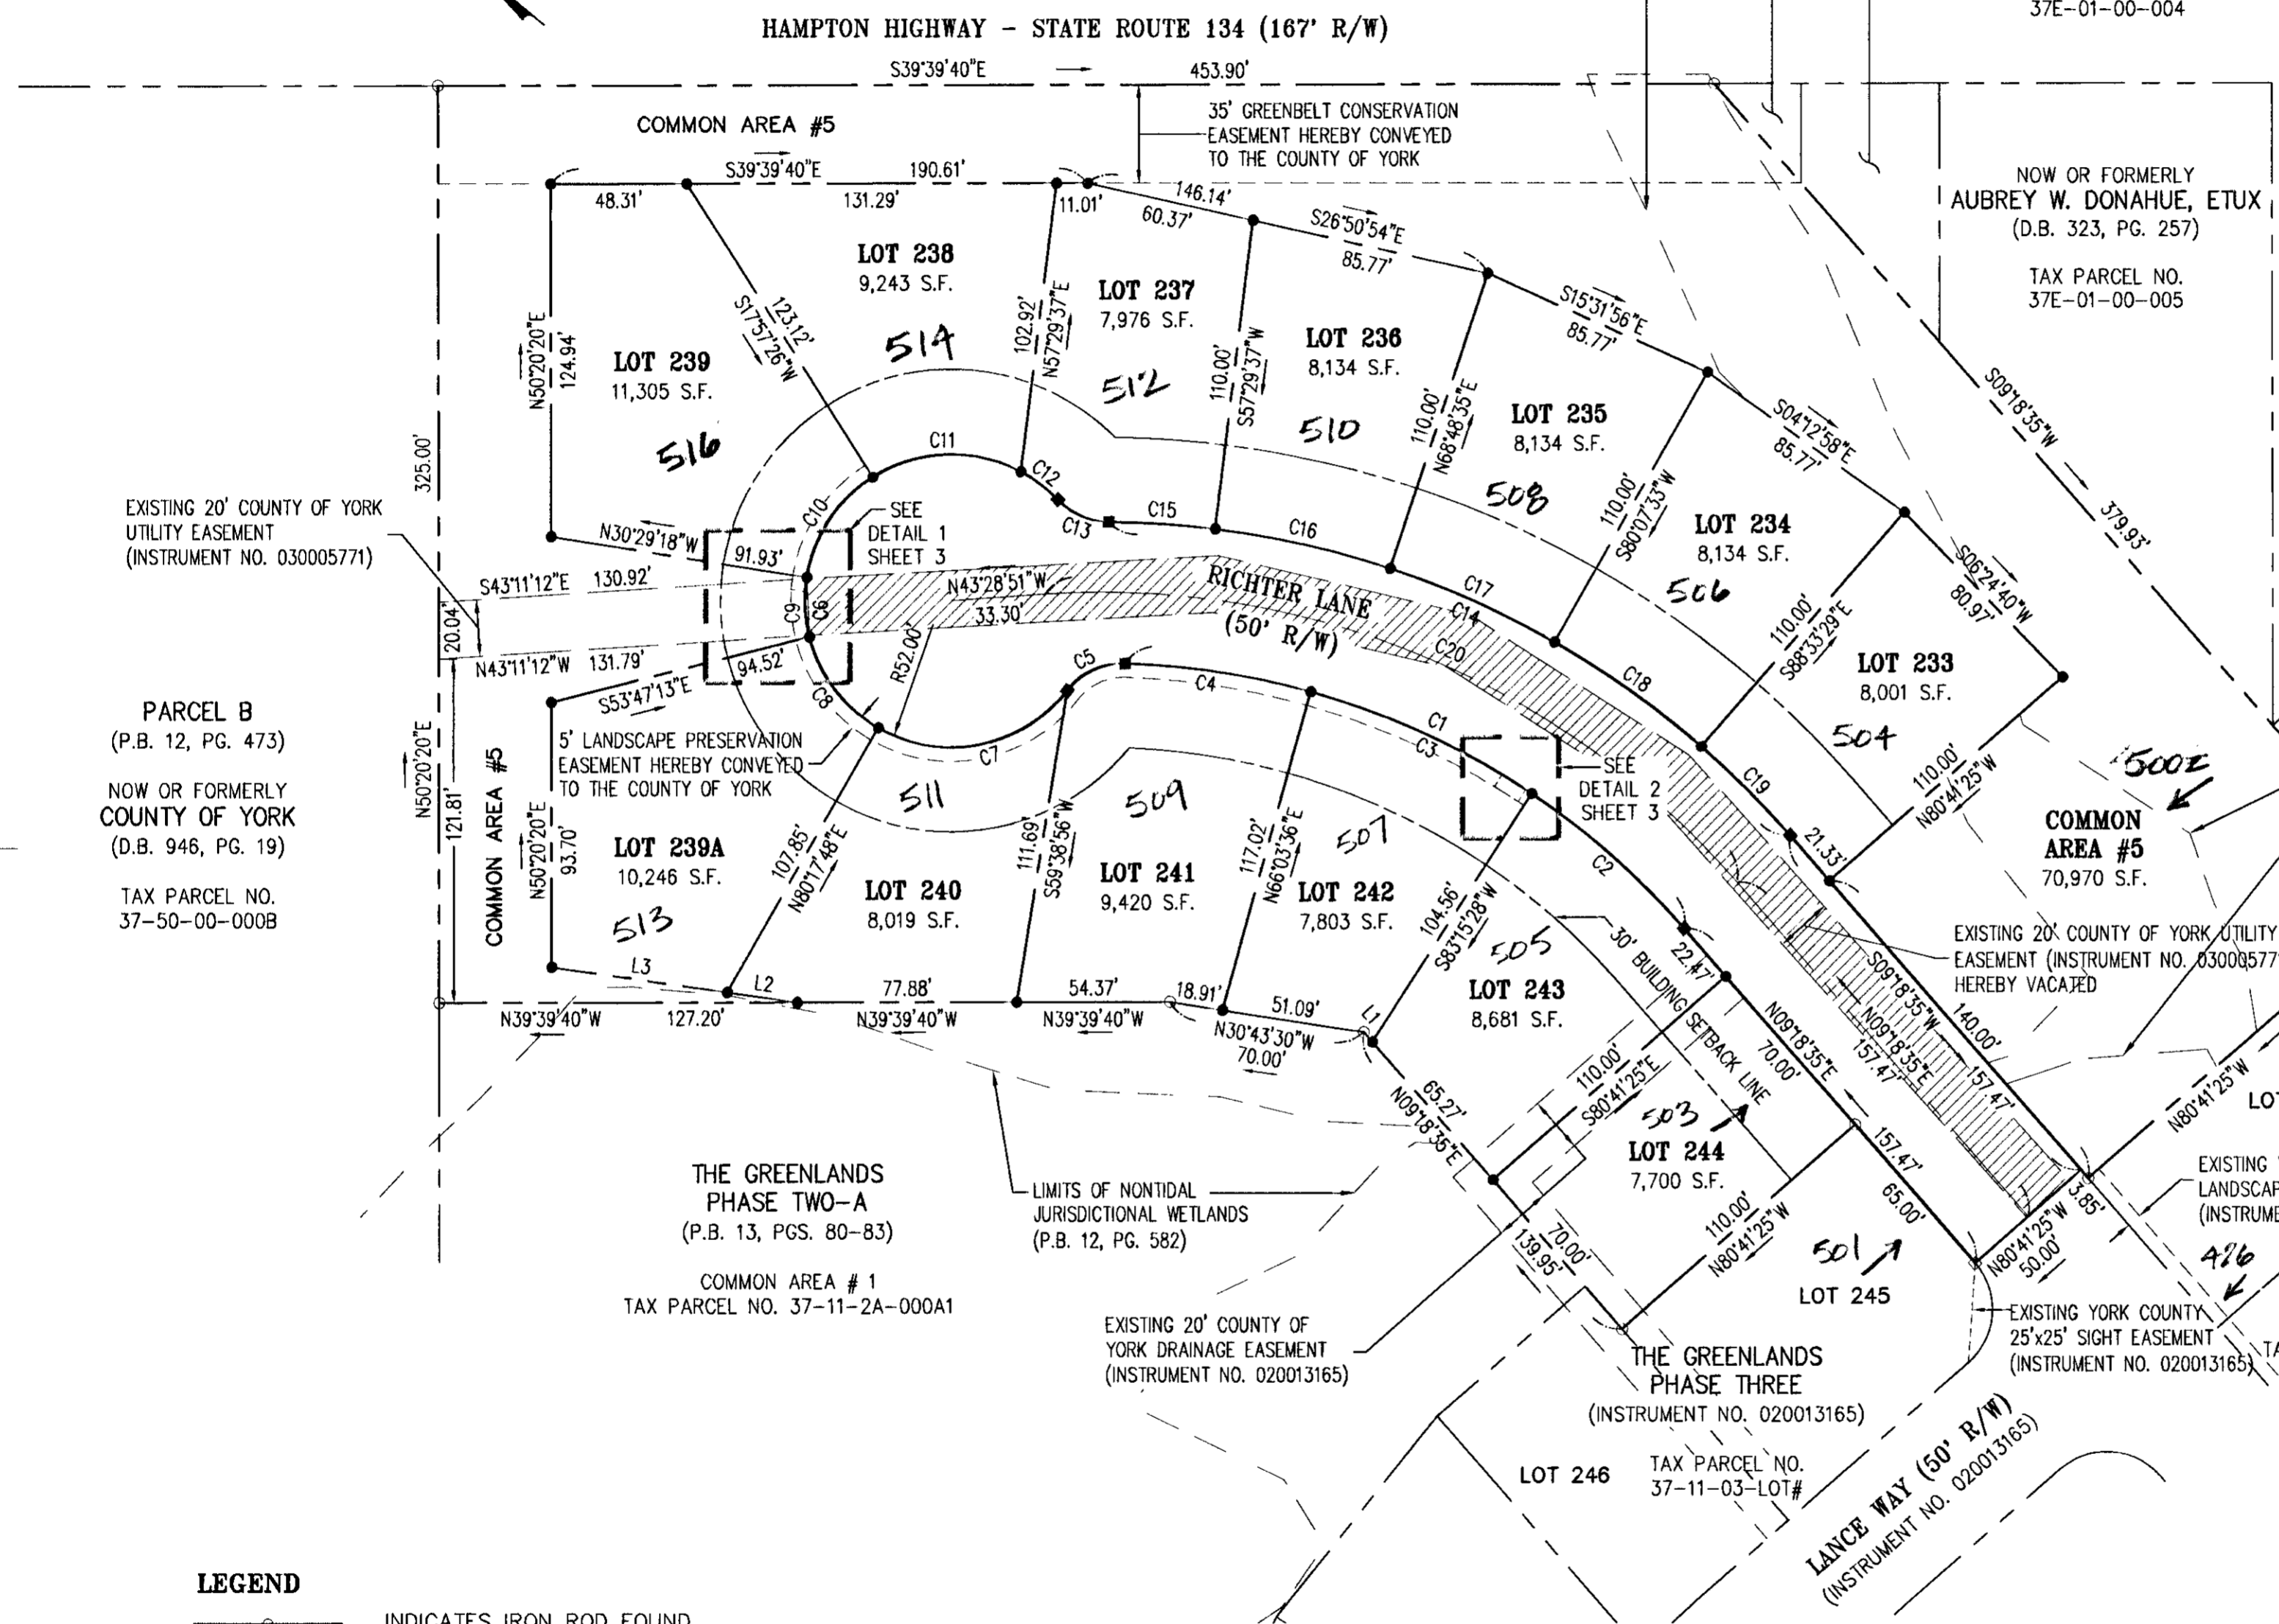 37E-01-00-004
HAMPTON HIGHWAY - STATE ROUTE 134 (167' R/W)
S39°39'40"E
453.90'
COMMON AREA #5
35' GREENBELT CONSERVATION
EASEMENT HEREBY CONVEYED
TO THE COUNTY OF YORK
S39°39'40"E
190.61'
48.31'
131.29'
11.01'
146.14'
60.37'
S26°50'54"E
85.77'
NOW OR FORMERLY
AUBREY W. DONAHUE, ETUX
(D.B. 323, PG. 257)
TAX PARCEL NO.
37E-01-00-005
LOT 238
9,243 S.F.
514
LOT 237
7,976 S.F.
512
LOT 236
8,134 S.F.
510
S15°31'56"E
85.77'
LOT 235
8,134 S.F.
508
S04°12'58"E
85.77'
LOT 234
8,134 S.F.
506
S09°18'35"W
379.93'
S06°24'40"W
80.97'
LOT 233
8,001 S.F.
504
LOT 239
11,305 S.F.
516
N50°20'20"E
124.94'
123.12'
S17°57'26"W
102.92'
N57°29'37"E
110.00'
S57°29'37"W
110.00'
N68°48'35"E
110.00'
S80°07'33"W
110.00'
S88°33'29"E
110.00'
N80°41'25"W
325.00'
EXISTING 20' COUNTY OF YORK
UTILITY EASEMENT
(INSTRUMENT NO. 030005771)
N30°29'18"W
91.93'
S43°11'12"E 130.92'
20.04'
N43°11'12"W 131.79'
94.52'
S53°47'13"E
C11
C10
C12
C13
C15
C16
C17
C14
C18
C19
C20
C9
C6
C8
C5
C4
C7
C1
C3
C2
SEE
DETAIL 1
SHEET 3
N43°28'51"W
33.30'
R52.00'
RICHTER LANE
(50' R/W)
SEE
DETAIL 2
SHEET 3
21.33'
500Z
COMMON
AREA #5
70,970 S.F.
PARCEL B
(P.B. 12, PG. 473)
NOW OR FORMERLY
COUNTY OF YORK
(D.B. 946, PG. 19)
TAX PARCEL NO.
37-50-00-000B
N50°20'20"E
121.81'
COMMON AREA #5
N50°20'20"E
93.70'
5' LANDSCAPE PRESERVATION
EASEMENT HEREBY CONVEYED
TO THE COUNTY OF YORK
LOT 239A
10,246 S.F.
513
107.85'
N80°17'48"E
511
LOT 240
8,019 S.F.
111.69'
S59°38'56"W
509
LOT 241
9,420 S.F.
117.02'
N66°03'36"E
507
LOT 242
7,803 S.F.
104.56'
S83°15'28"W
505
LOT 243
8,681 S.F.
30' BUILDING SETBACK LINE
22.47'
EXISTING 20' COUNTY OF YORK UTILITY
EASEMENT (INSTRUMENT NO. 03000577
HEREBY VACATED
L3
L2
77.88'
54.37'
18.91'
51.09'
L1
N39°39'40"W
127.20'
N39°39'40"W
N39°39'40"W
N30°43'30"W
70.00'
65.27'
N09°18'35"E
110.00'
S80°41'25"E
N09°18'35"E
70.00'
N09°18'35"E
157.47'
S09°18'35"W
140.00'
157.47'
N80°41'25"W
LO
503
LOT 244
7,700 S.F.
157.47'
65.00'
110.00'
N80°41'25"W
70.00'
139.95'
501
LOT 245
3.85'
N80°41'25"W
50.00'
EXISTING
LANDSCAP
(INSTRUME
426
THE GREENLANDS
PHASE TWO-A
(P.B. 13, PGS. 80-83)
COMMON AREA # 1
TAX PARCEL NO. 37-11-2A-000A1
LIMITS OF NONTIDAL
JURISDICTIONAL WETLANDS
(P.B. 12, PG. 582)
EXISTING 20' COUNTY OF
YORK DRAINAGE EASEMENT
(INSTRUMENT NO. 020013165)
EXISTING YORK COUNTY
25'x25' SIGHT EASEMENT
(INSTRUMENT NO. 020013165)
TA
THE GREENLANDS
PHASE THREE
(INSTRUMENT NO. 020013165)
TAX PARCEL NO.
37-11-03-LOT#
LOT 246
LANCE WAY (50' R/W)
(INSTRUMENT NO. 020013165)
LEGEND
INDICATES IRON ROD FOUND